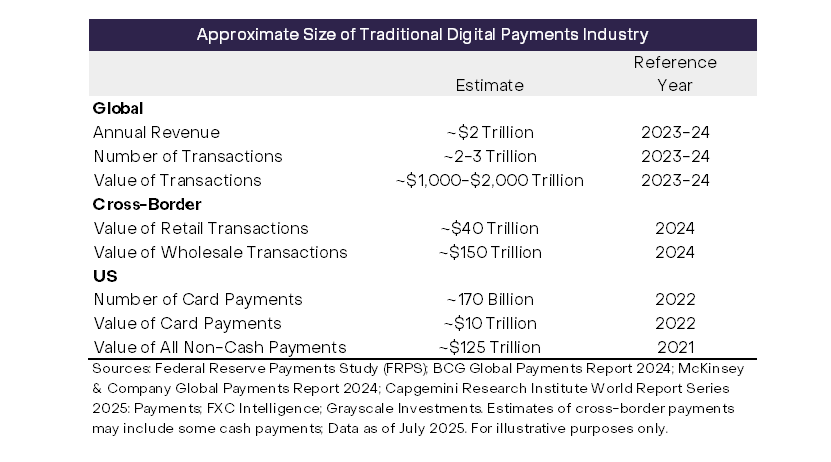 Approximate Size of Traditional Digital Payments Industry
Reference
Estimate Year
Global
Annual Revenue ~$2 Trillion 2023-24
Number of Transactions ~2-3 Trillion 2023-24
Value of Transactions ~$1,000-$2,000 Trillion 2023-24
Cross-Border
Value of Retail Transactions ~$40 Trillion 2024
Value of Wholesale Transactions ~$150 Trillion 2024
US
Number of Card Payments ~170 Billion 2022
Value of Card Payments ~$10 Trillion 2022
Value of All Non-Cash Payments ~$125 Trillion 2021
Sources: Federal Reserve Payments Study (FRPS); BCG Global Payments Report 2024; McKinsey
& Company Global Payments Report 2024; Capgemini Research Institute World Report Series
2025: Payments; FXC Intelligence; Grayscale Investments. Estimates of cross-border payments
may include some cash payments; Data as of July 2025. For illustrative purposes only.